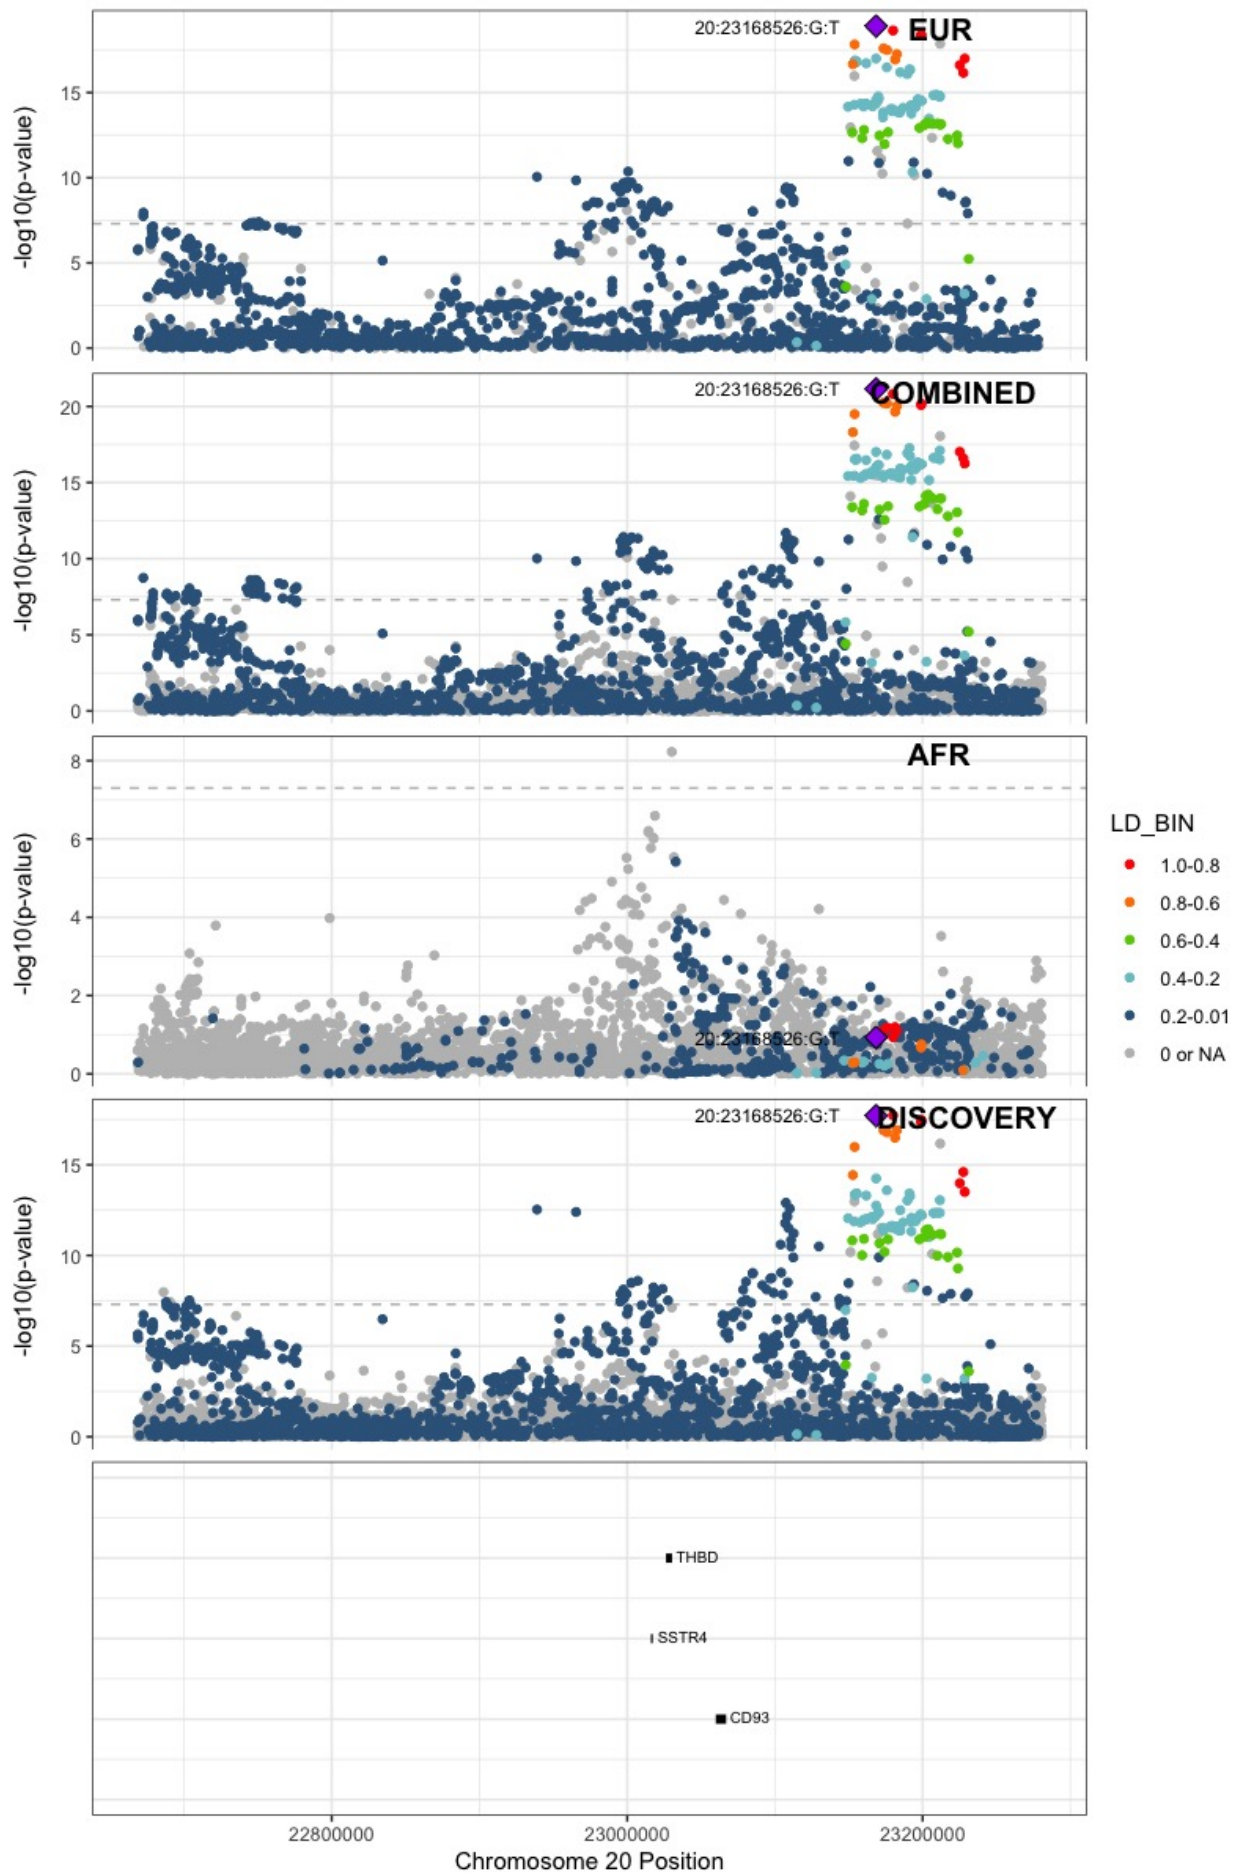 20:23168526:G:T
EUR
-log10(p-value)
15
10
5
0
20:23168526:G:T
COMBINED
-log10(p-value)
20
15
10
5
0
AFR
-log10(p-value)
8
6
4
2
0
20:23168526:G:T
LD_BIN
1.0-0.8
0.8-0.6
0.6-0.4
0.4-0.2
0.2-0.01
0 or NA
20:23168526:G:T
DISCOVERY
-log10(p-value)
15
10
5
0
THBD
SSTR4
CD93
22800000 23000000 23200000
Chromosome 20 Position